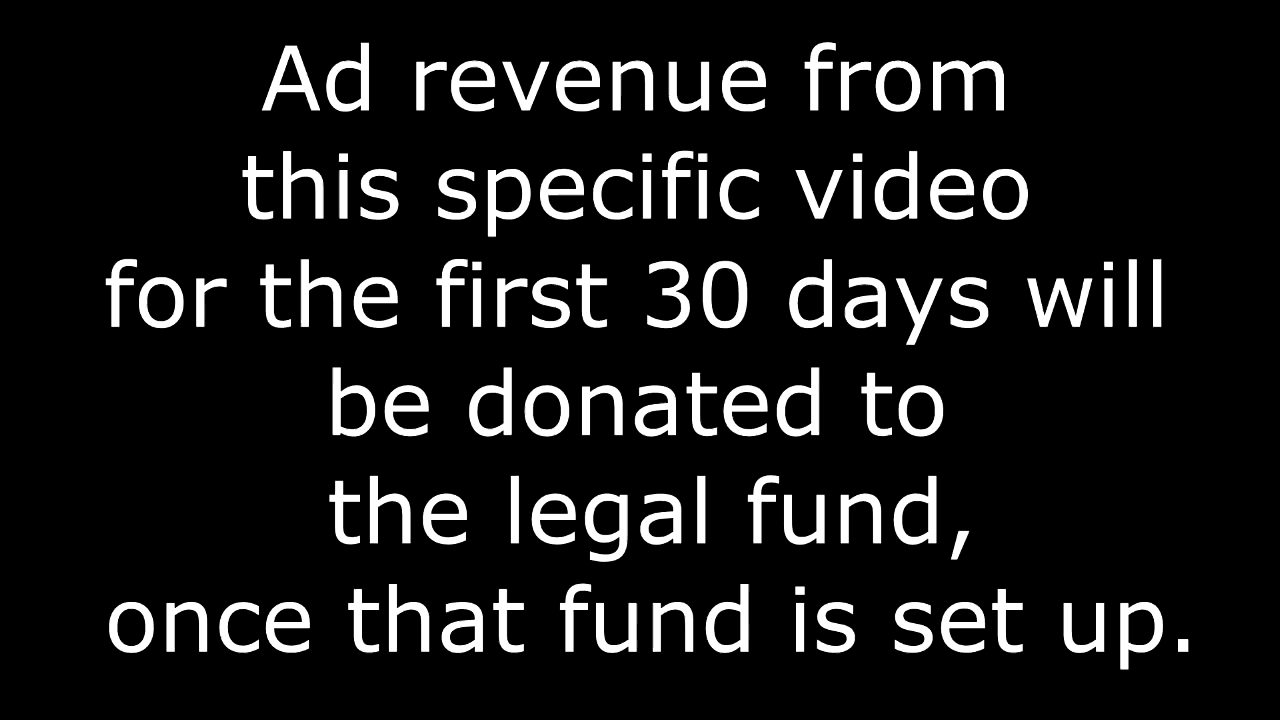 Ad revenue from
this specific video
for the first 30 days will
be donated to
the legal fund,
once that fund is set up.